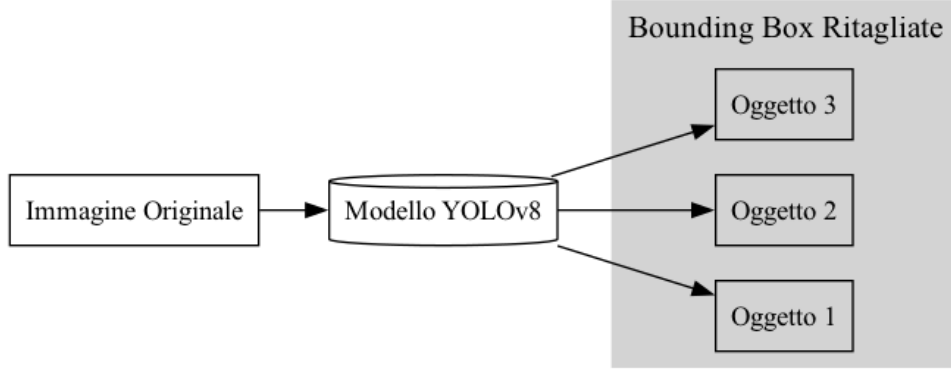 Bounding Box Ritagliate
Oggetto 3
Immagine Originale
Modello YOLOv8
Oggetto 2
Oggetto 1